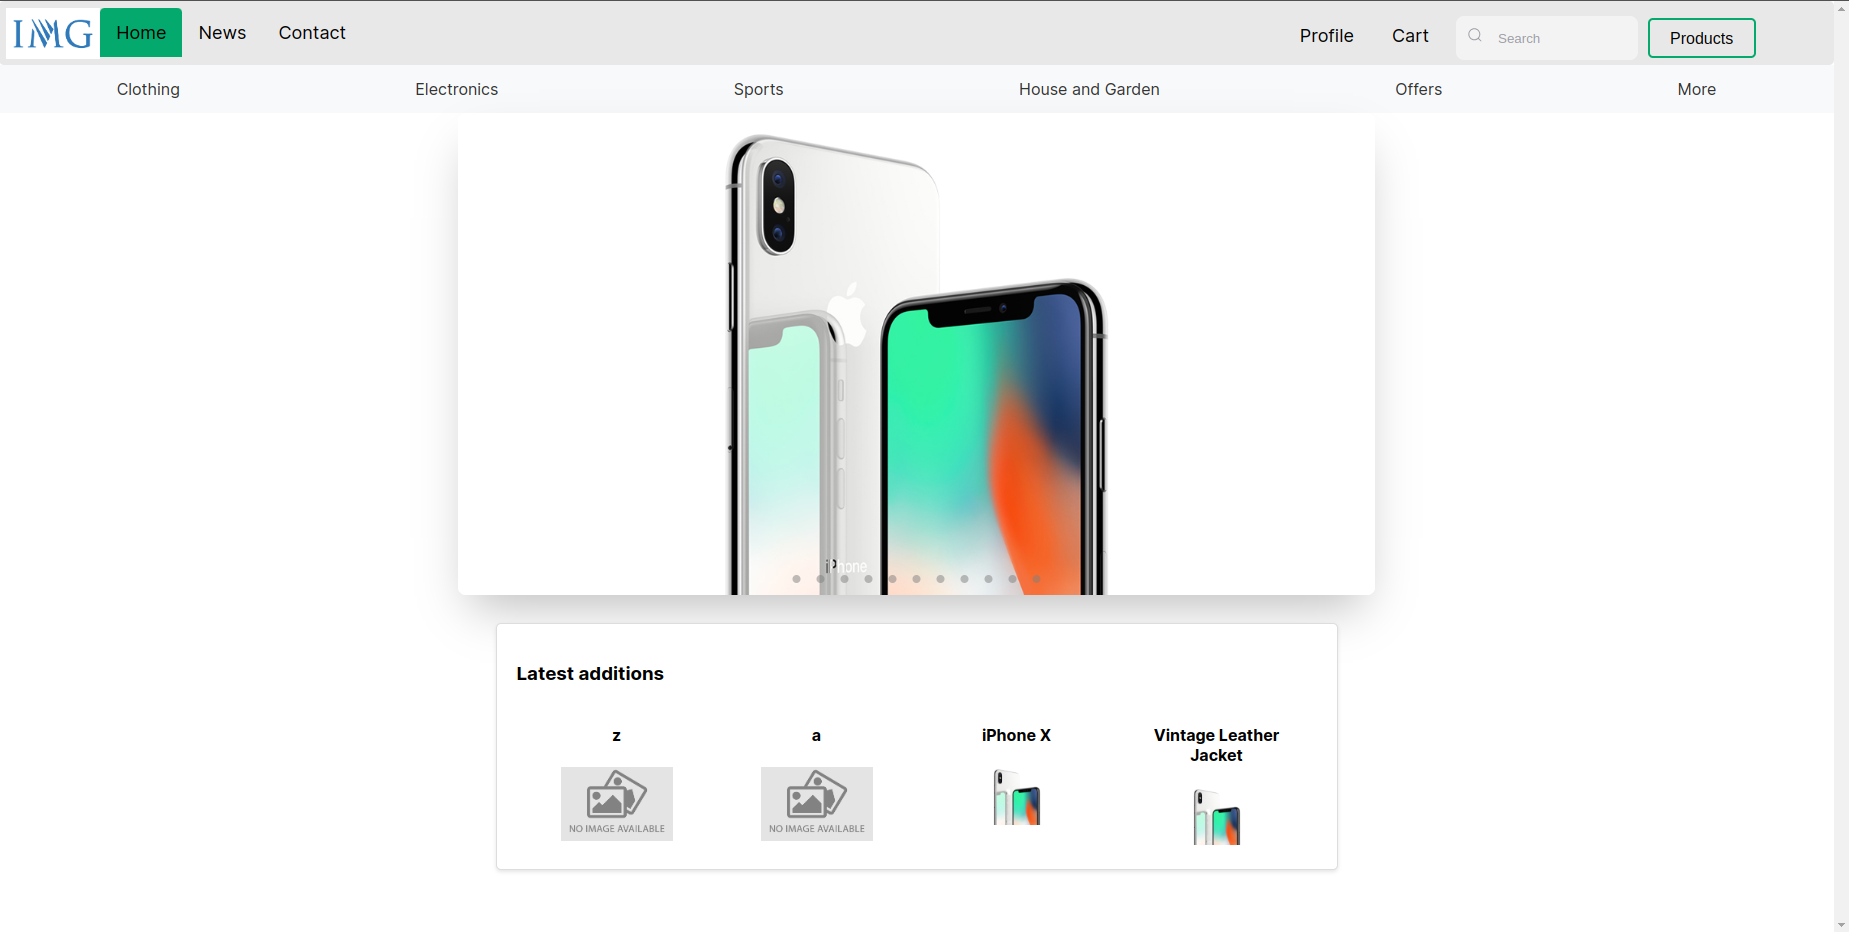 IMG
Home
News
Contact
Profile
Cart
Search
Products
Clothing
Electronics
Sports
House and Garden
Offers
More
iPhone
Latest additions
z
a
iPhone X
Vintage Leather
Jacket
NO IMAGE AVAILABLE
NO IMAGE AVAILABLE